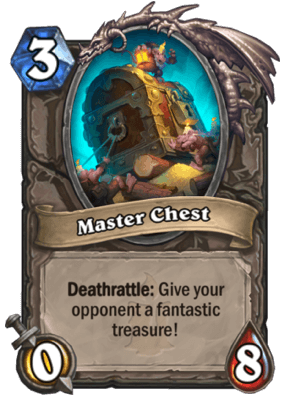 3
Master Chest
Deathrattle: Give your
opponent a fantastic
treasure!
0
8